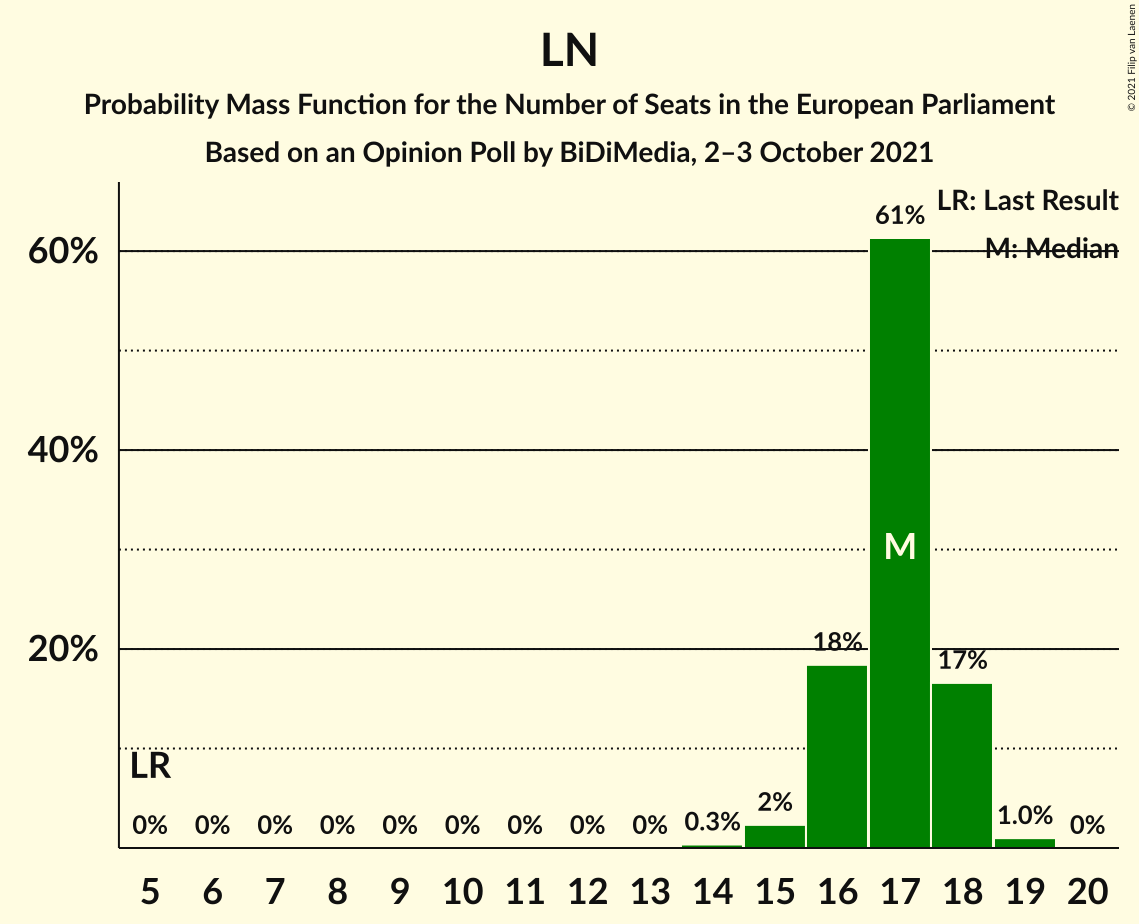 LN
Probability Mass Function for the Number of Seats in the European Parliament
Based on an Opinion Poll by BiDiMedia, 2–3 October 2021
© 2021 Filip van Laenen
LR: Last Result
M: Median
60%
40%
20%
61%
M
18%
17%
LR
0% 0% 0% 0% 0% 0% 0% 0% 0% 0.3% 2% 1.0% 0%
5 6 7 8 9 10 11 12 13 14 15 16 17 18 19 20